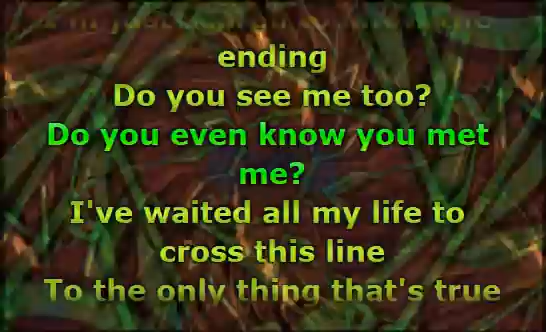 ending
Do you see me too?
Do you even know you met
me?
I've waited all my life to
cross this line
To the only thing that's true